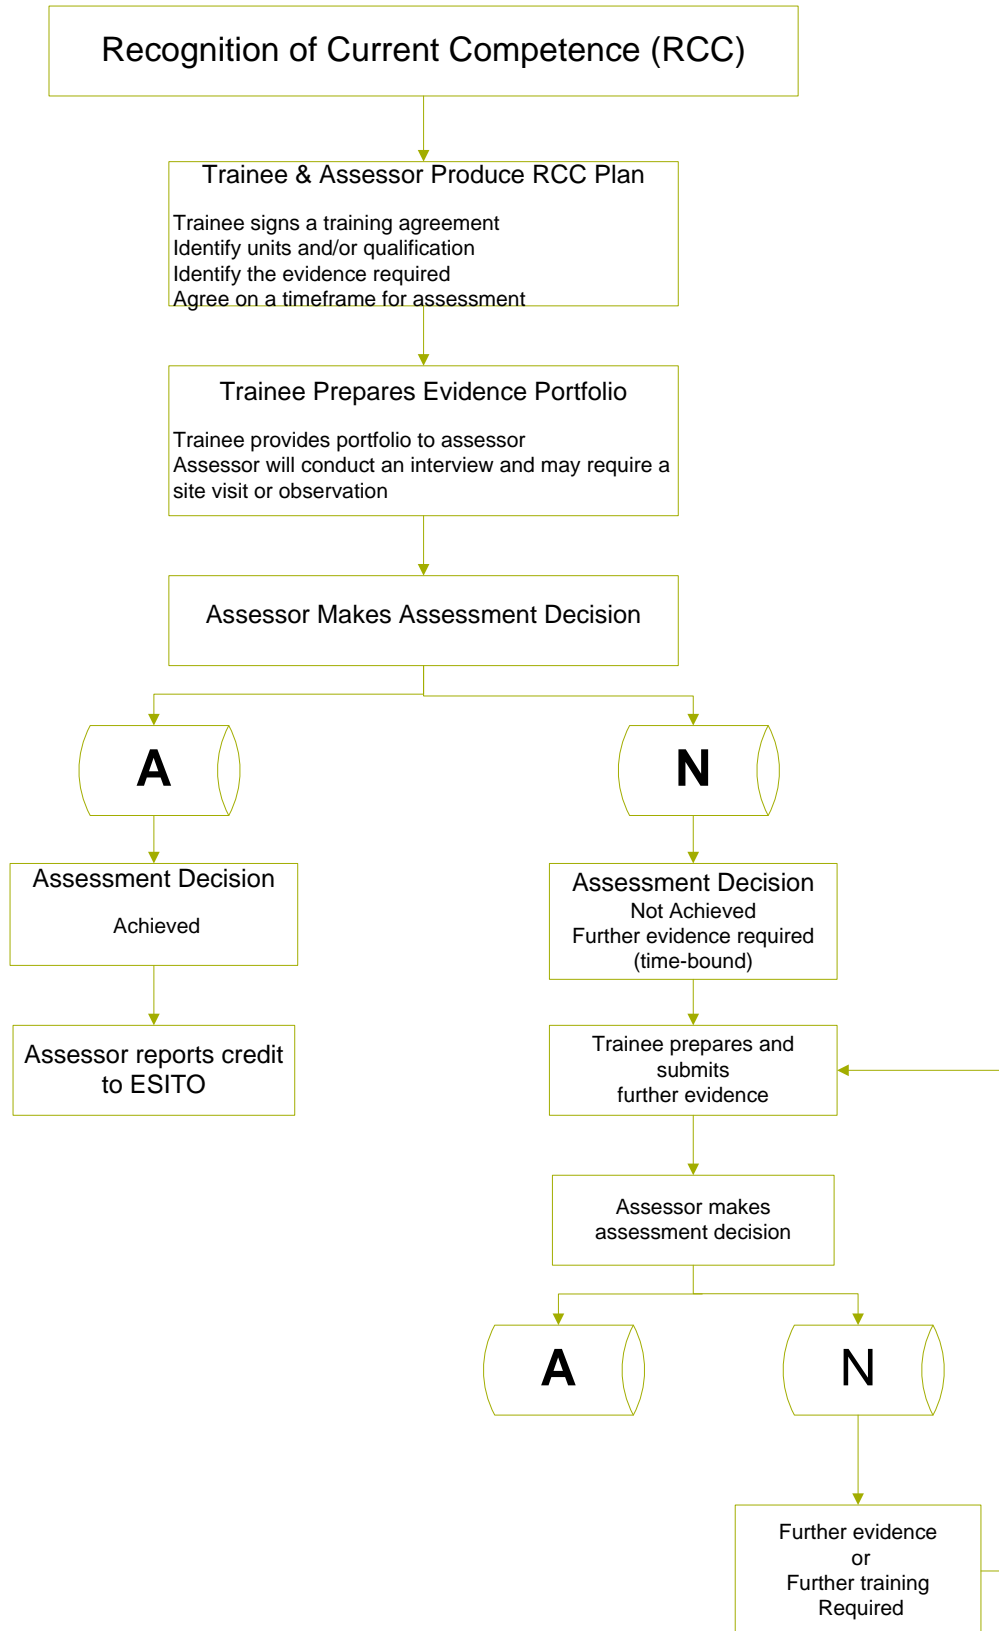 Recognition of Current Competence (RCC)
Trainee & Assessor Produce RCC Plan
Trainee signs a training agreement
Identify units and/or qualification
Identify the evidence required
Agree on a timeframe for assessment
Trainee Prepares Evidence Portfolio
Trainee provides portfolio to assessor
Assessor will conduct an interview and may require a
site visit or observation
Assessor Makes Assessment Decision
A
N
Assessment Decision
Achieved
Assessor reports credit
to ESITO
Assessment Decision
Not Achieved
Further evidence required
(time-bound)
Trainee prepares and
submits
further evidence
Assessor makes
assessment decision
A
N
Further evidence
or
Further training
Required